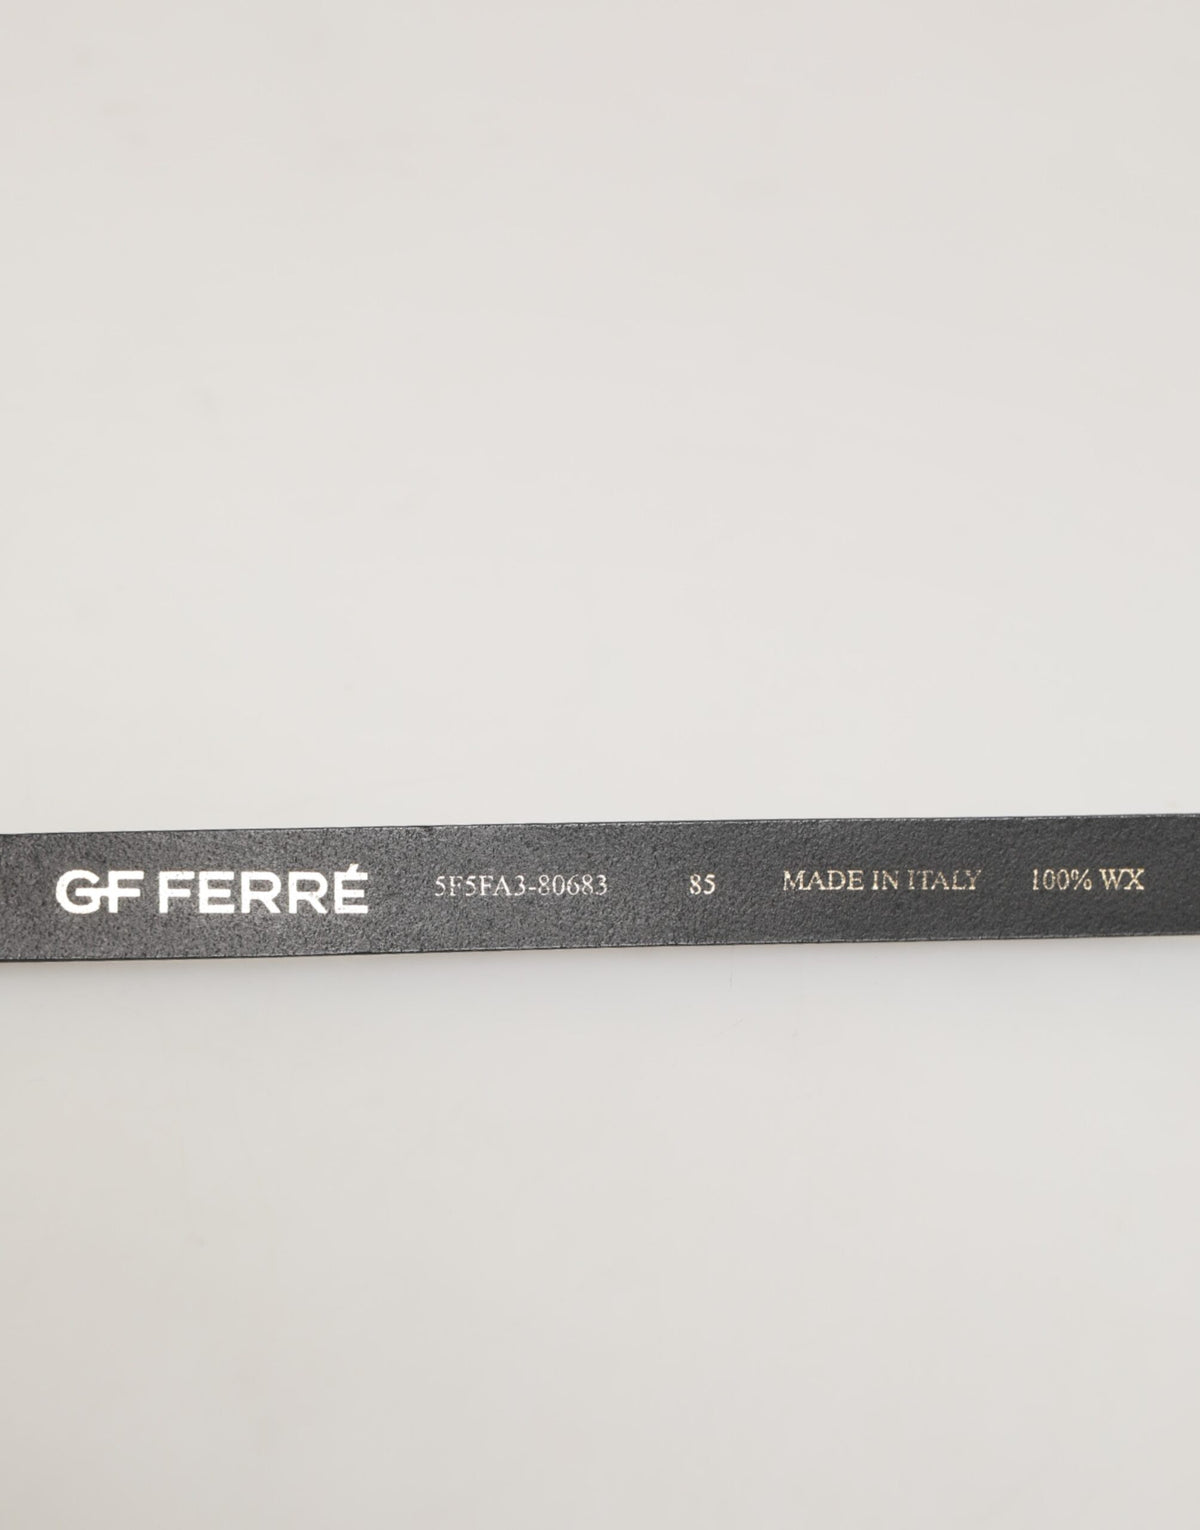 GF FERRÉ 5F5FA3-80683 85 MADE IN ITALY 100% WX